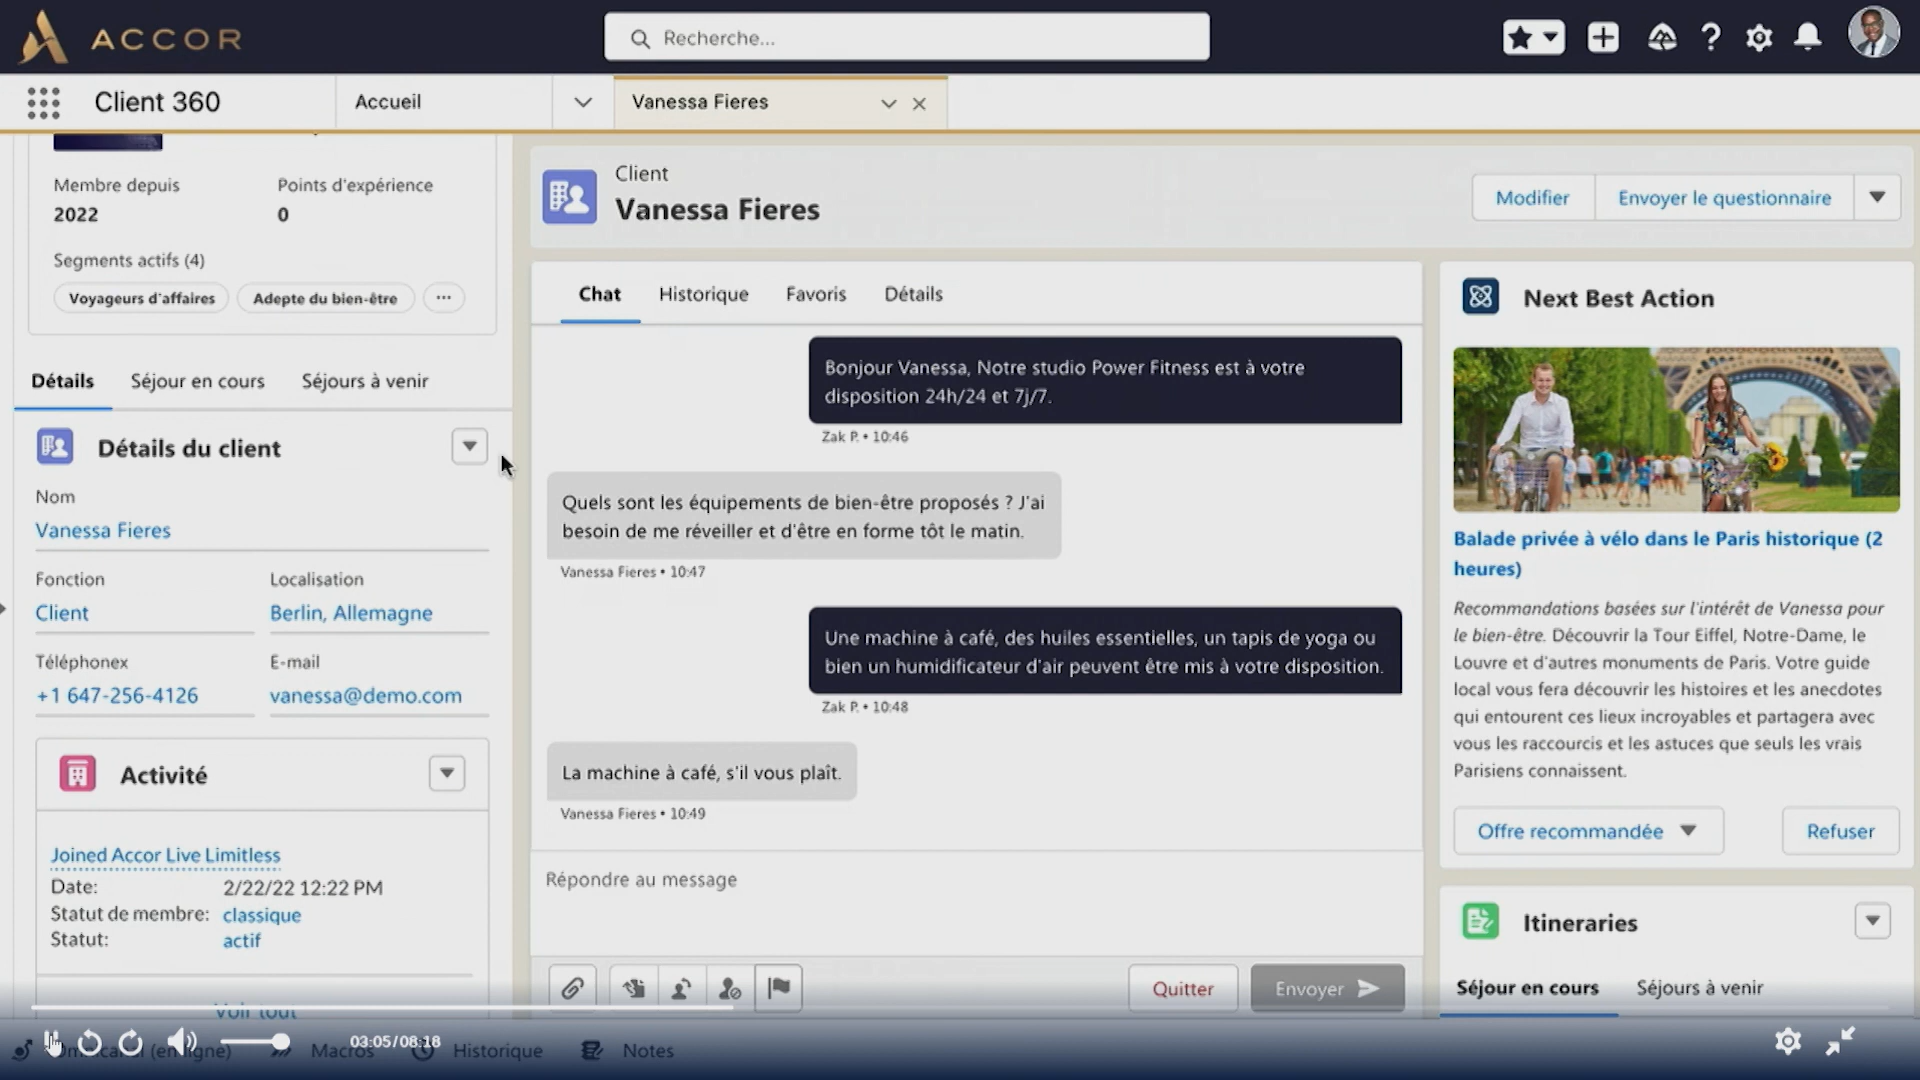 ACCOR
Recherche...
Client 360
Accueil
Vanessa Fieres
Membre depuis
Points d'expérience
2022
0
Segments actifs (4)
Voyageurs d'affaires
Adepte du bien-être
...
Détails
Séjour en cours
Séjours à venir
Détails du client
Nom
Vanessa Fieres
Fonction
Localisation
Client
Berlin, Allemagne
Téléphonex
E-mail
+1 647-256-4126
vanessa@demo.com
Activité
Joined Accor Live Limitless
Date:
2/22/22 12:22 PM
Statut de membre:
classique
Statut:
actif
Voir tout
Client
Vanessa Fieres
Modifier
Envoyer le questionnaire
Chat
Historique
Favoris
Détails
Bonjour Vanessa, Notre studio Power Fitness est à votre
disposition 24h/24 et 7j/7.
Zak P. • 10:46
Quels sont les équipements de bien-être proposés ? J'ai
besoin de me réveiller et d'être en forme tôt le matin.
Vanessa Fieres • 10:47
Une machine à café, des huiles essentielles, un tapis de yoga ou
bien un humidificateur d'air peuvent être mis à votre disposition.
Zak P. • 10:48
La machine à café, s'il vous plaît.
Vanessa Fieres • 10:49
Répondre au message
Quitter
Envoyer
Next Best Action
Balade privée à vélo dans le Paris historique (2
heures)
Recommandations basées sur l'intérêt de Vanessa pour
le bien-être. Découvrir la Tour Eiffel, Notre-Dame, le
Louvre et d'autres monuments de Paris. Votre guide
local vous fera découvrir les histoires et les anecdotes
qui entourent ces lieux incroyables et partagera avec
vous les raccourcis et les astuces que seuls les vrais
Parisiens connaissent.
Offre recommandée
Refuser
Itineraries
Séjour en cours
Séjours à venir
03:05/08:18
(en ligne)
Macros
Historique
Notes